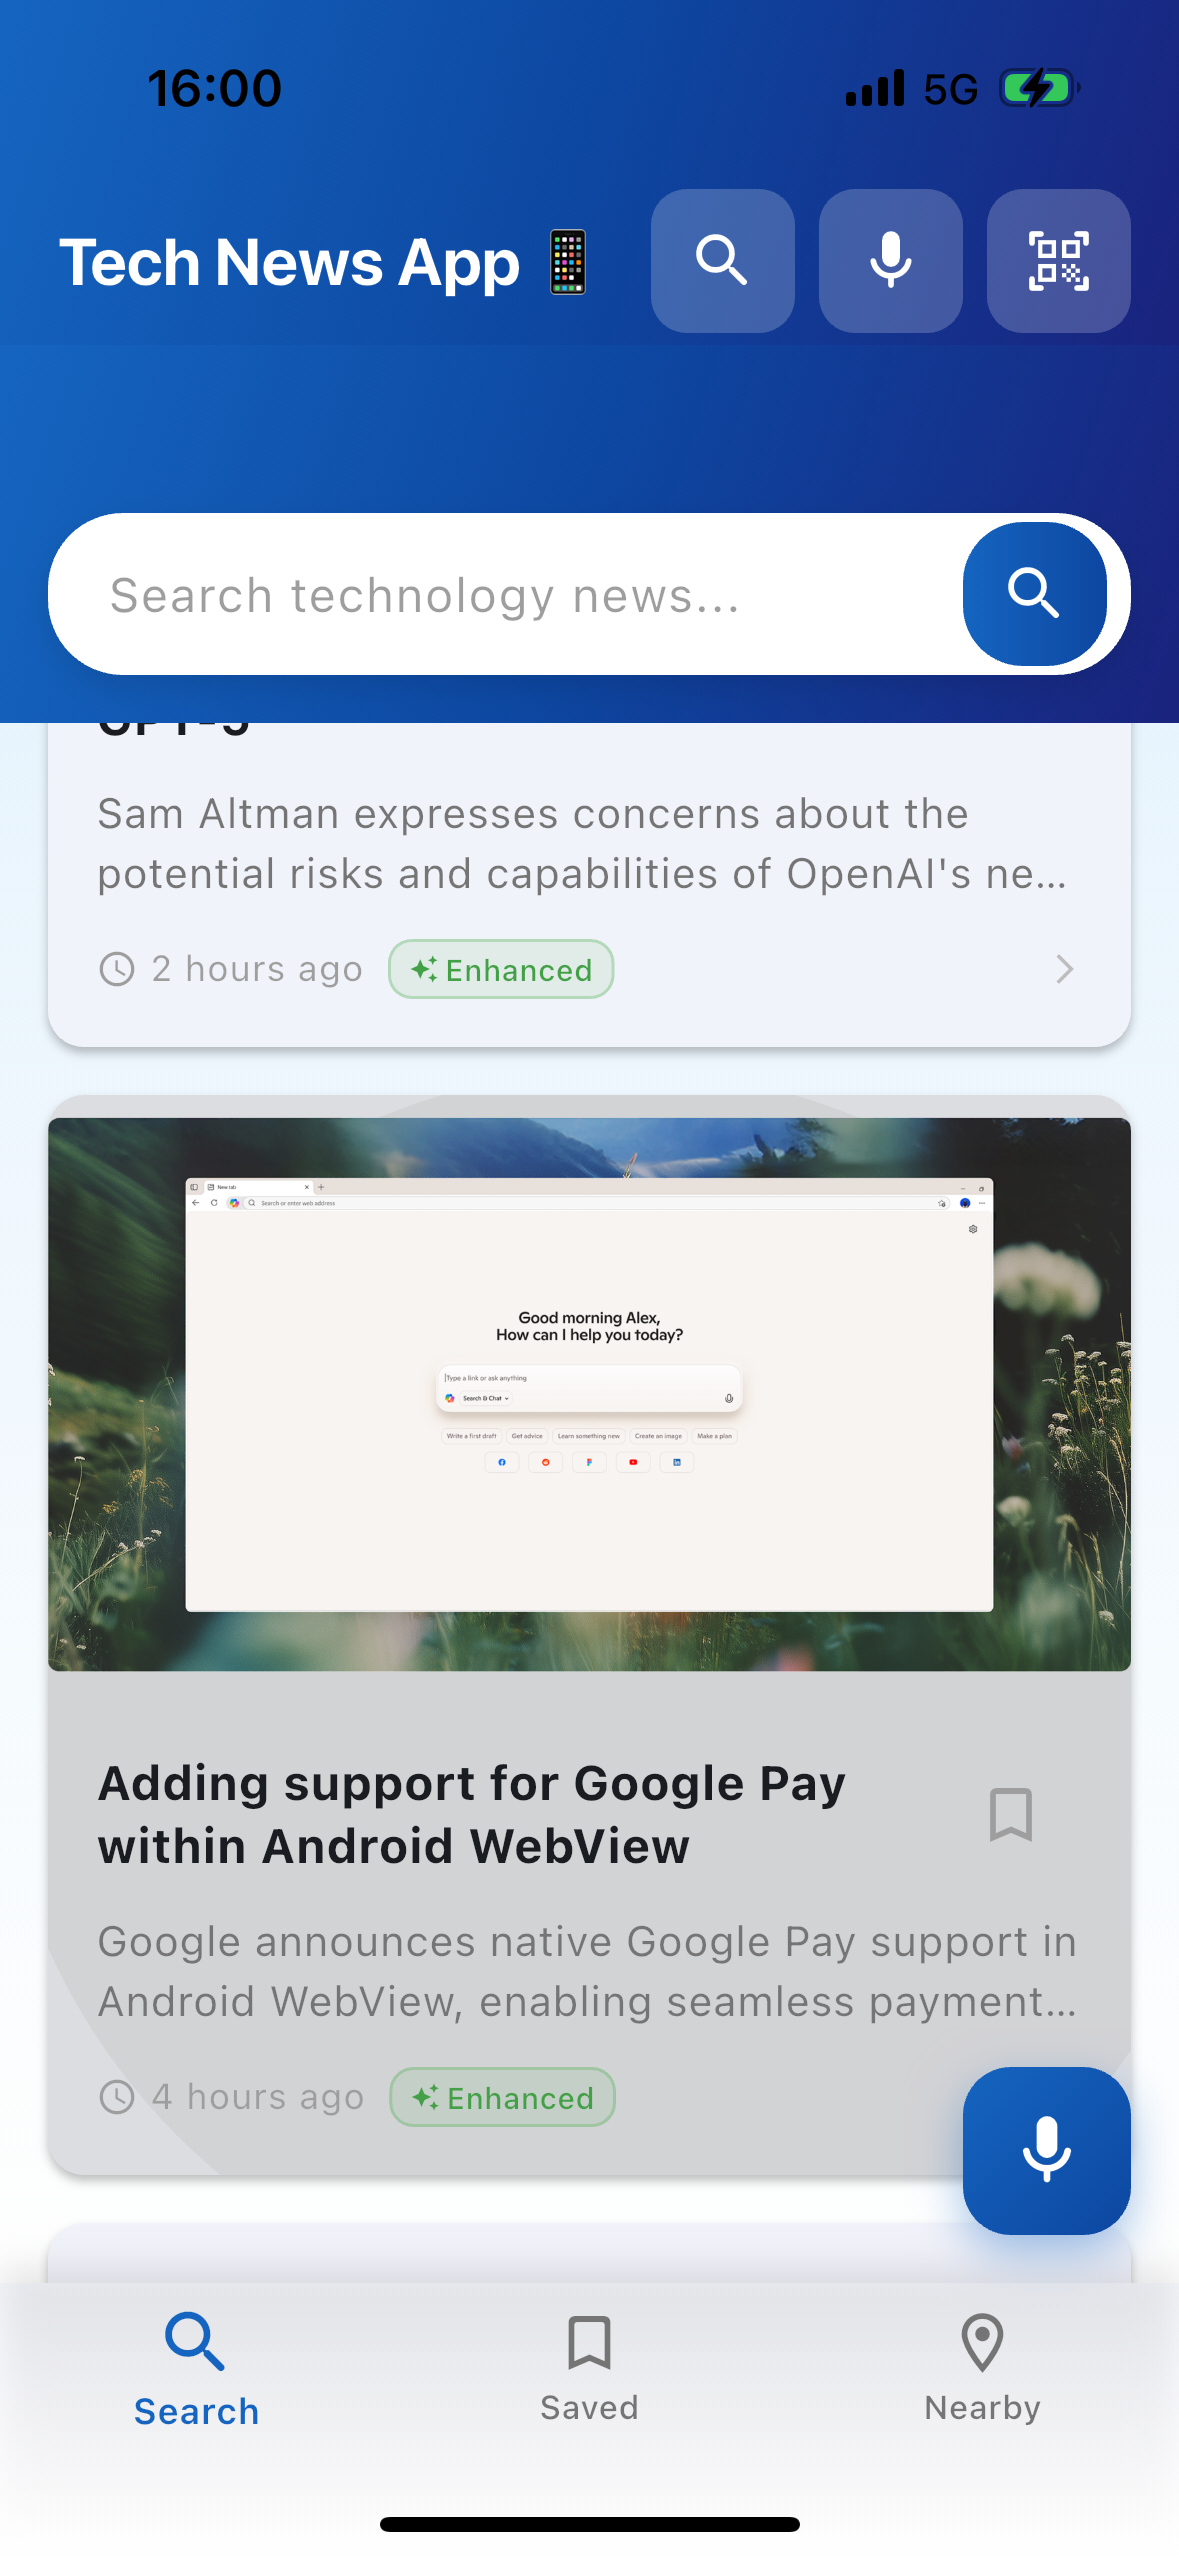 16:00
5G
Tech News App
Search technology news...
GPT-5
Sam Altman expresses concerns about the
potential risks and capabilities of OpenAI's ne...
2 hours ago
Enhanced
New tab
Search or enter web address
Good morning Alex,
How can I help you today?
Type a link or ask anything
Search & Chat
Write a first draft
Get advice
Learn something new
Create an image
Make a plan
Adding support for Google Pay
within Android WebView
Google announces native Google Pay support in
Android WebView, enabling seamless payment...
4 hours ago
Enhanced
Search
Saved
Nearby